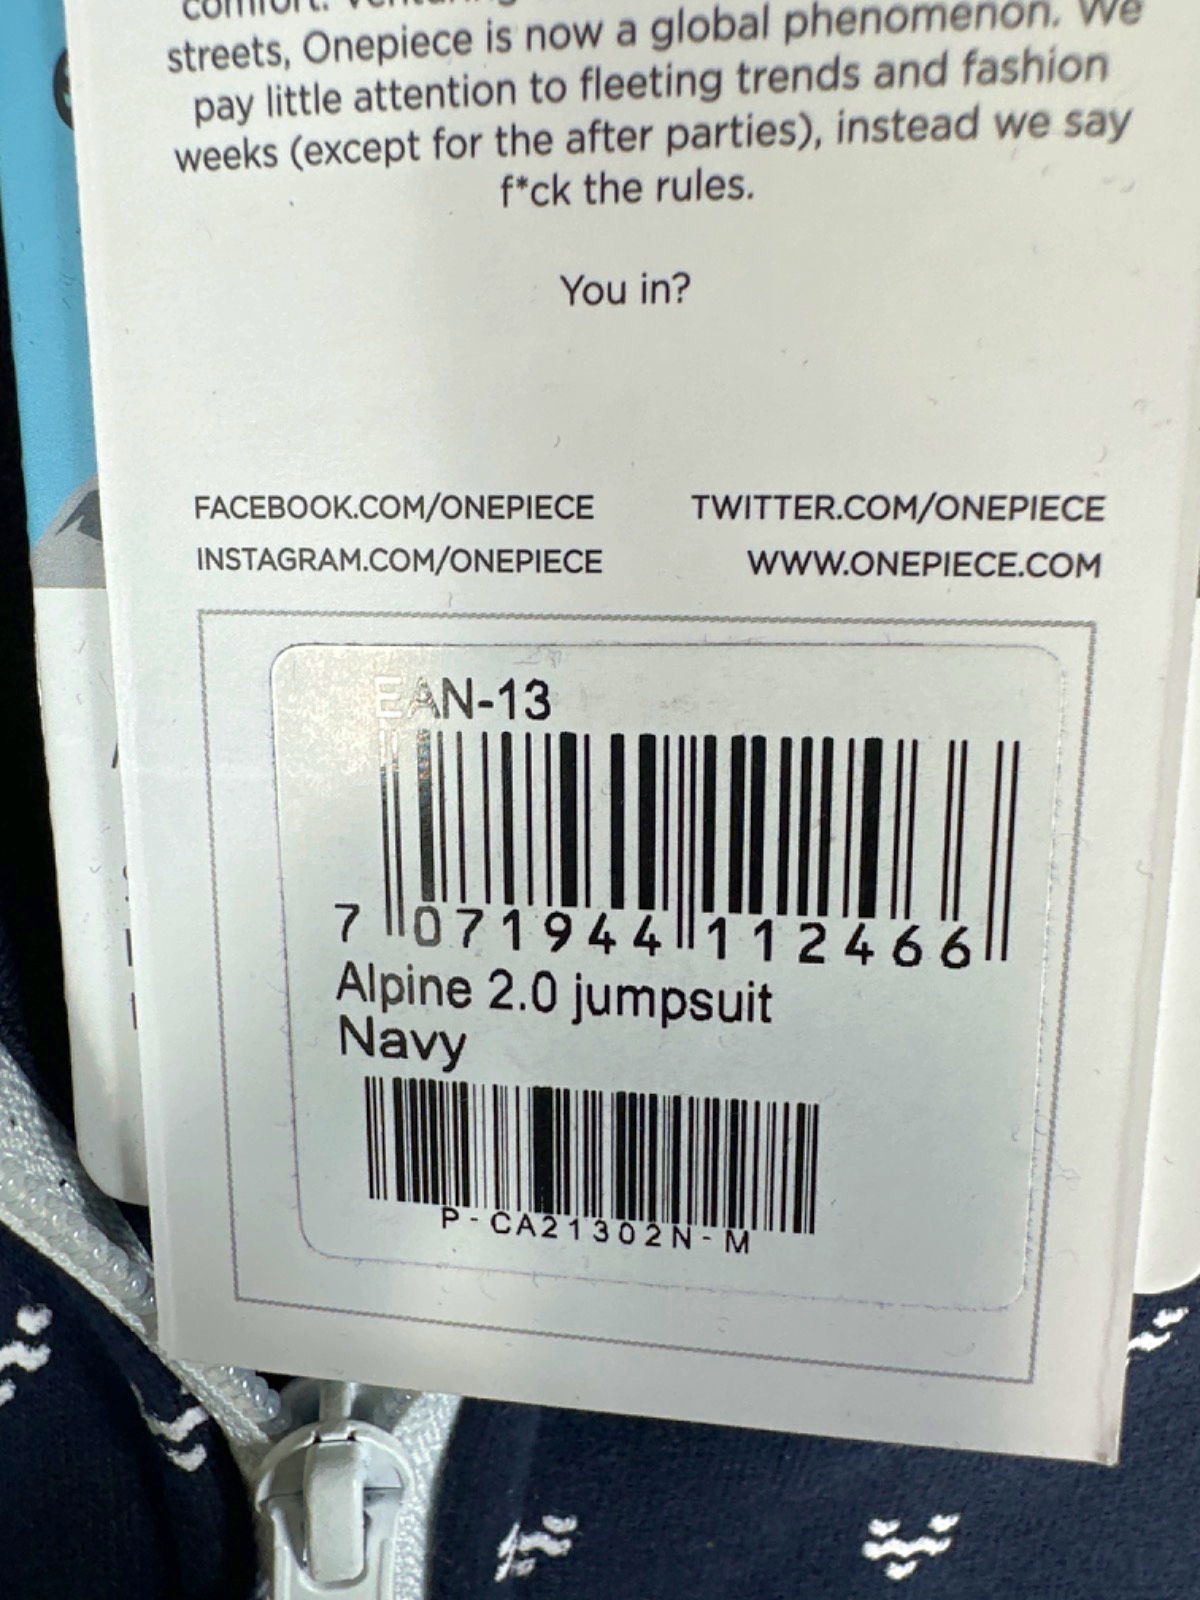 comfort.
streets, Onepiece is now a global phenomenon. We
pay little attention to fleeting trends and fashion
weeks (except for the after parties), instead we say
f*ck the rules.
You in?
FACEBOOK.COM/ONEPIECE TWITTER.COM/ONEPIECE
INSTAGRAM.COM/ONEPIECE WWW.ONEPIECE.COM
EAN-13
7 071944 112466
Alpine 2.0 jumpsuit
Navy
P-CA21302N-M